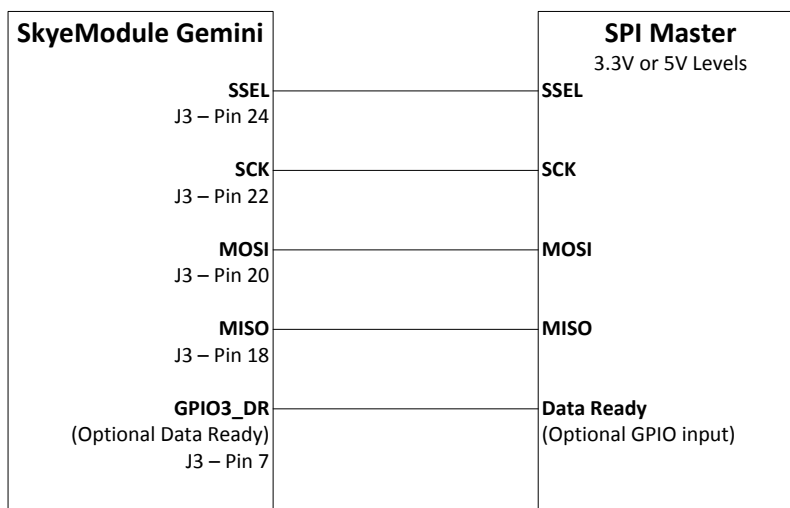 SkyeModule Gemini
SSEL
J3 – Pin 24
SCK
J3 – Pin 22
MOSI
J3 – Pin 20
MISO
J3 – Pin 18
GPIO3_DR
(Optional Data Ready)
J3 – Pin 7
SPI Master
3.3V or 5V Levels
SSEL
SCK
MOSI
MISO
Data Ready
(Optional GPIO input)